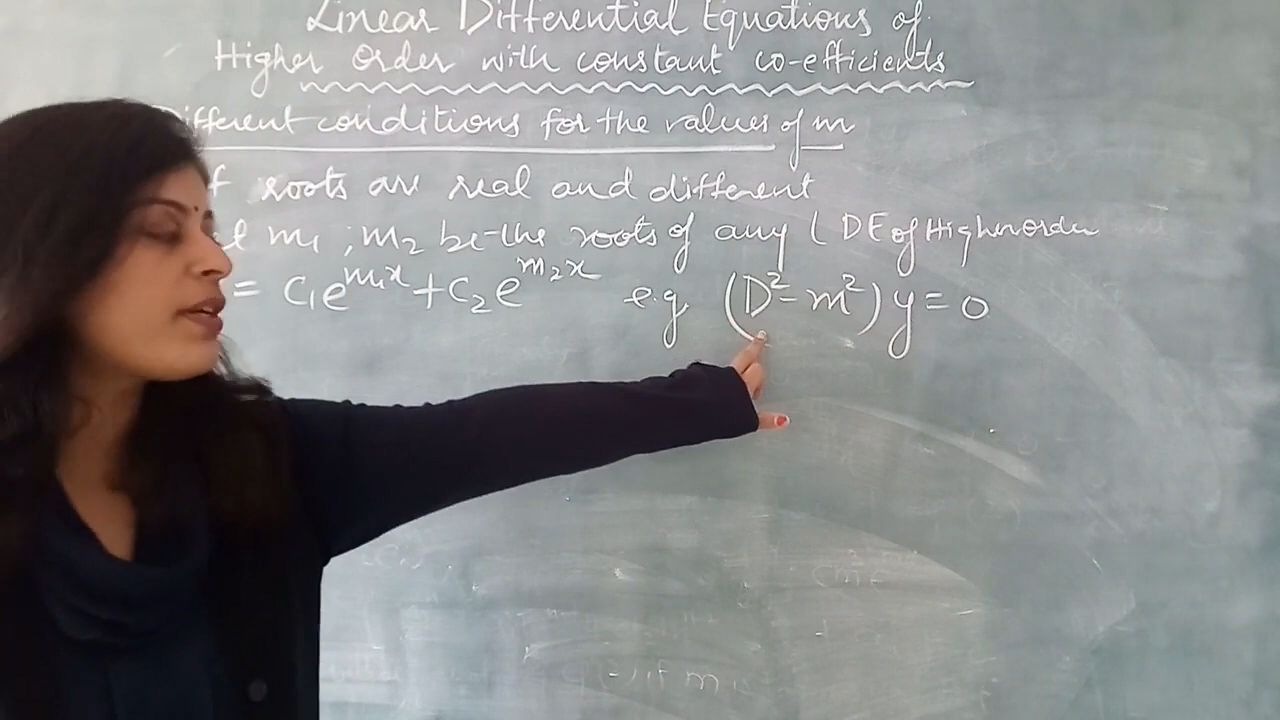 Linear Differential Equations of
Higher Order with constant co-efficients
Different conditions for the values of m
roots are real and different
m₁ ; m₂ be the roots of any LDE of Higher order
= c₁e^{m₁x} + c₂e^{m₂x} e.g. (D² - m²)y = 0